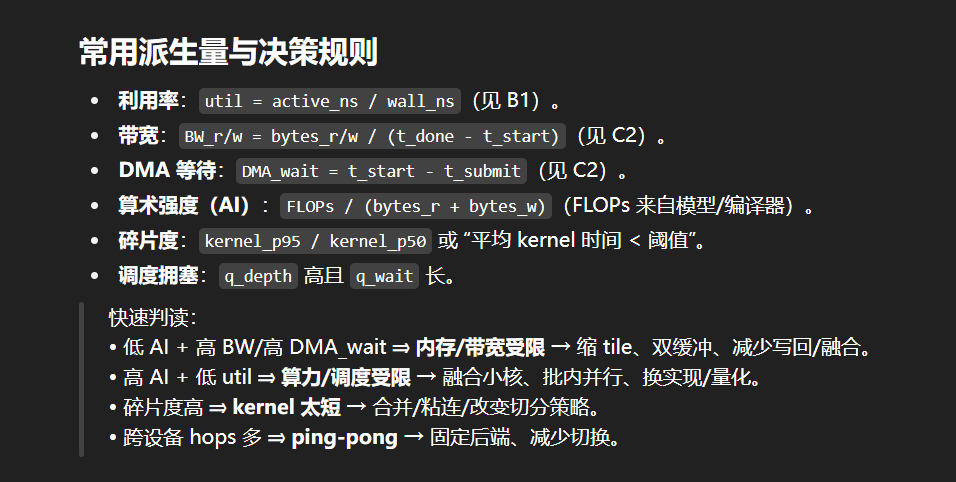 常用派生量与决策规则
• 利用率：util = active_ns / wall_ns（见 B1）。
• 带宽：BW_r/w = bytes_r/w / (t_done - t_start)（见 C2）。
• DMA 等待：DMA_wait = t_start - t_submit（见 C2）。
• 算术强度（AI）：FLOPs / (bytes_r + bytes_w)（FLOPs 来自模型/编译器）。
• 碎片度：kernel_p95 / kernel_p50 或 “平均 kernel 时间 < 阈值”。
• 调度拥塞：q_depth 高且 q_wait 长。
快速判读：
• 低 AI + 高 BW/高 DMA_wait ⇒ 内存/带宽受限 → 缩 tile、双缓冲、减少写回/融合。
• 高 AI + 低 util ⇒ 算力/调度受限 → 融合小核、批内并行、换实现/量化。
• 碎片度高 ⇒ kernel 太短 → 合并/粘连/改变切分策略。
• 跨设备 hops 多 ⇒ ping-pong → 固定后端、减少切换。